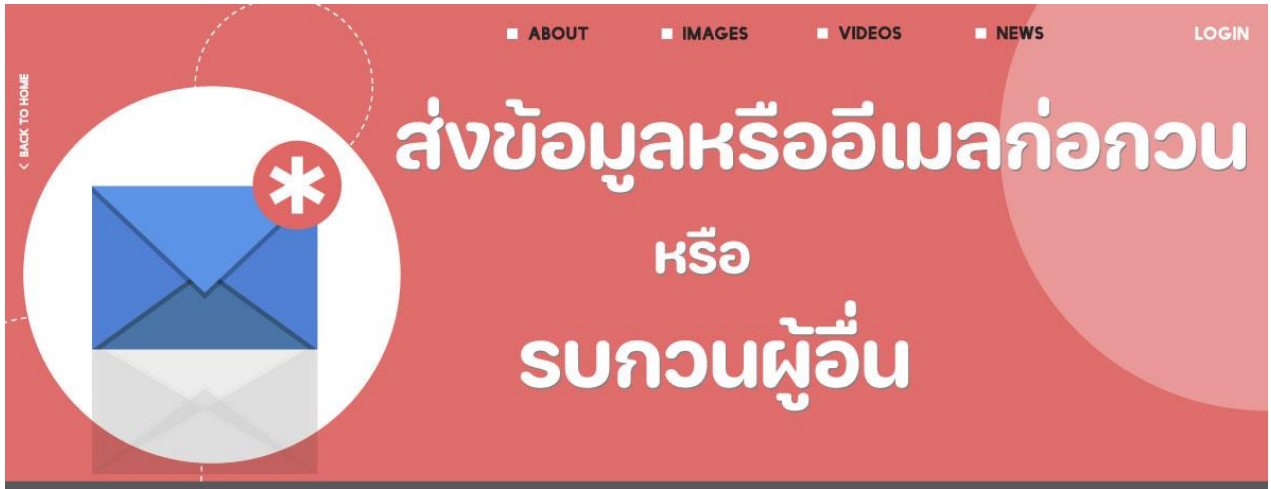 ABOUT IMAGES VIDEOS NEWS LOGIN
< BACK TO HOME
ส่งข้อมูลหรืออีเมลก่อกวน
หรือ
รบกวนผู้อื่น